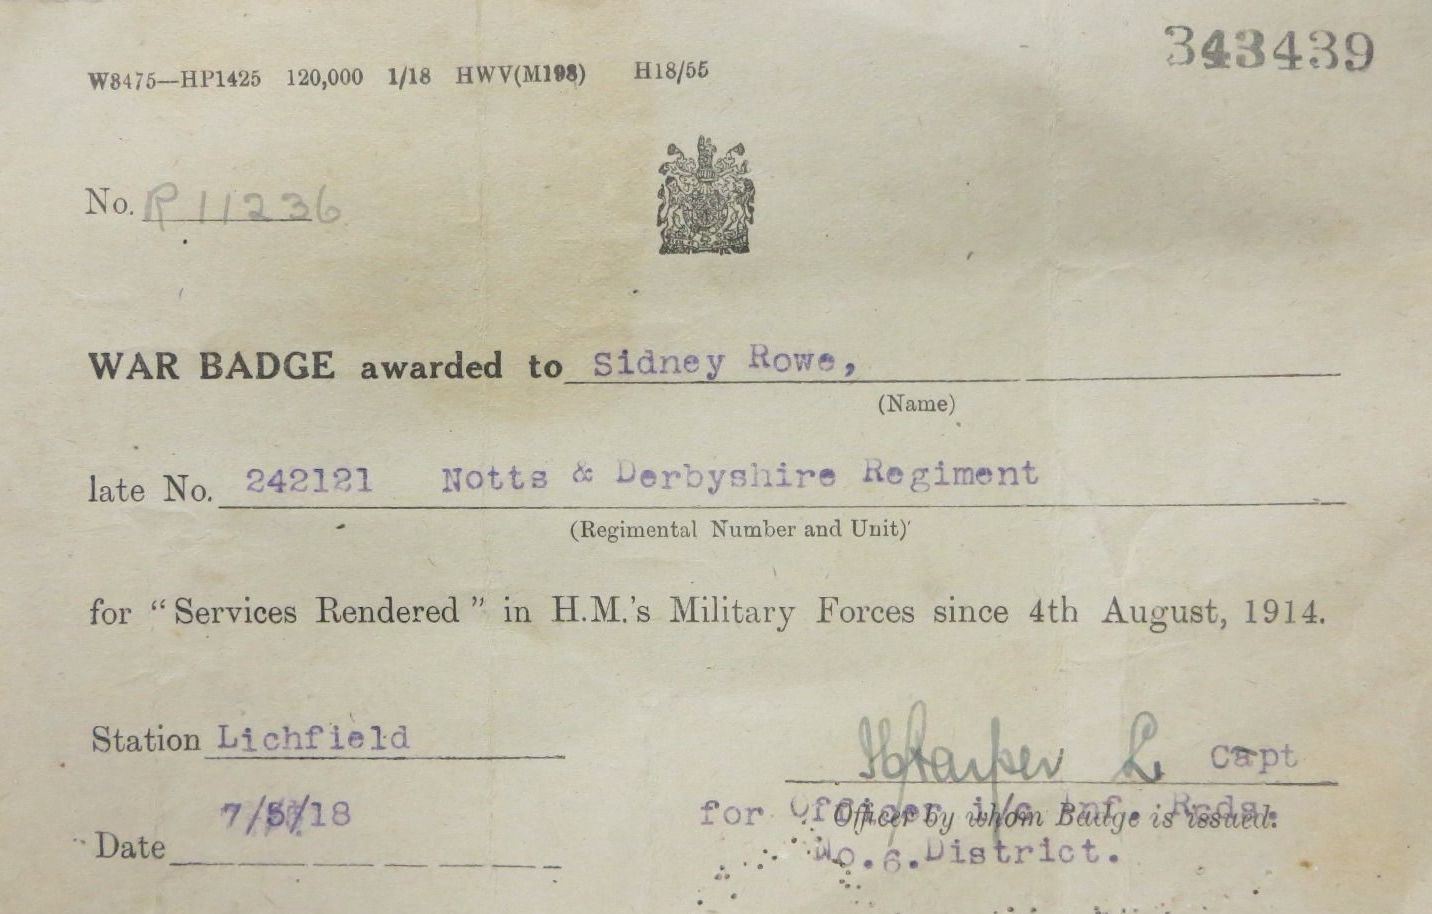 343439
W8475—HP1425 120,000 1/18 HWV(M198) H18/55
No. R 11236
WAR BADGE awarded to Sidney Rowe,
(Name)
late No. 242121 Notts & Derbyshire Regiment
(Regimental Number and Unit)
for “Services Rendered” in H.M.'s Military Forces since 4th August, 1914.
Station Lichfield
Harper Capt
7/5/18
for Officer i/c Inf. Rcds.
Officer by whom Badge is issued.
Date
No.6.District.